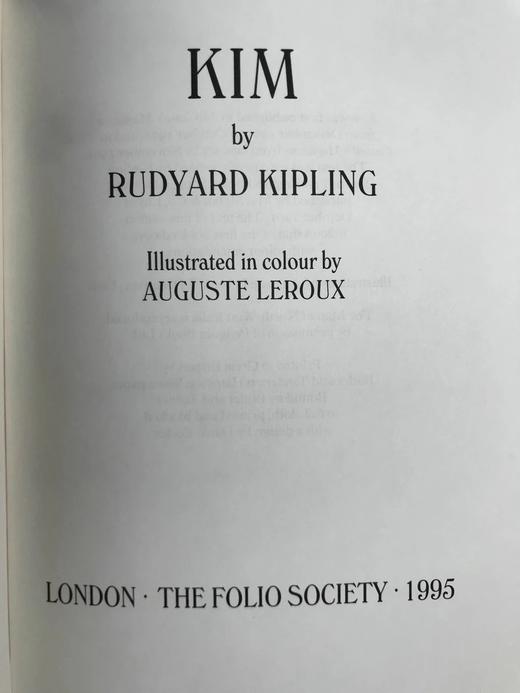 KIM
by
RUDYARD KIPLING
Illustrated in colour by
AUGUSTE LEROUX
LONDON · THE FOLIO SOCIETY · 1995